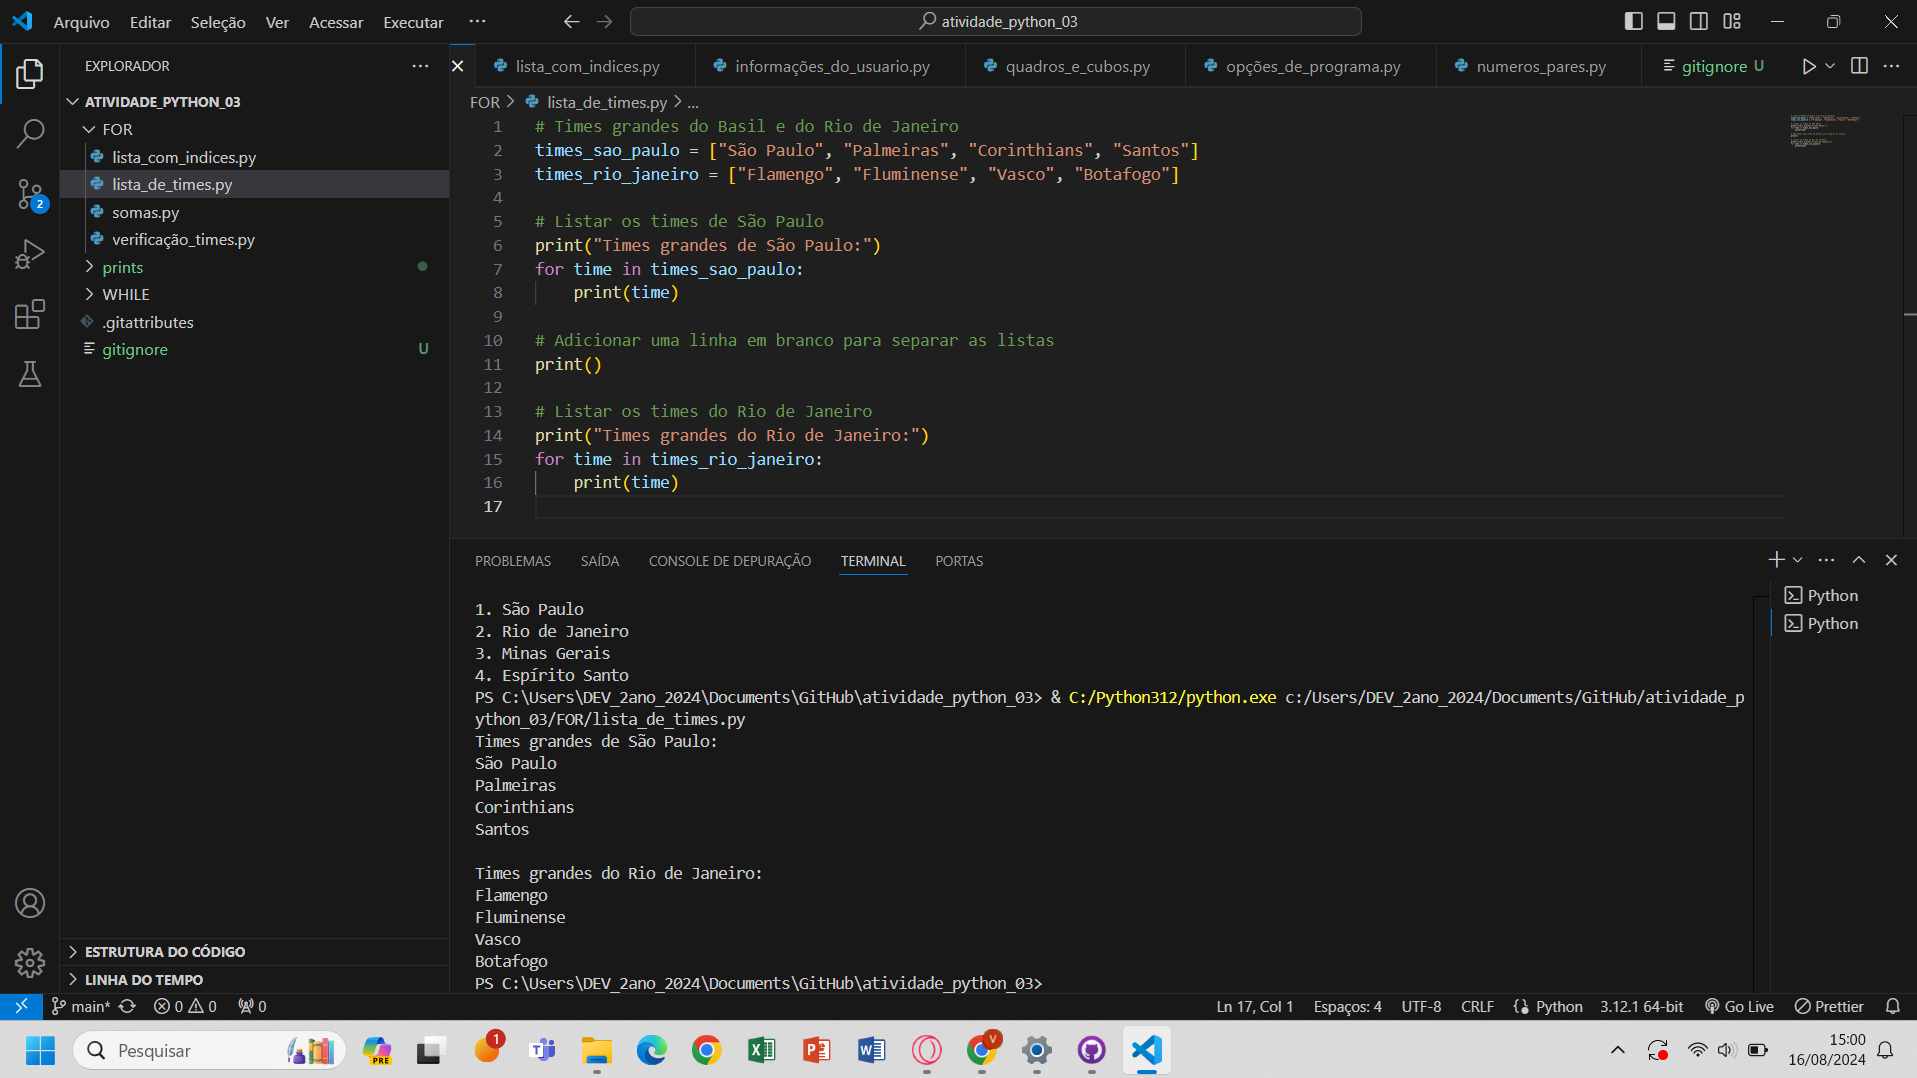 Arquivo Editar Seleção Ver Acessar Executar ··· atividade_python_03
EXPLORADOR ···
lista_com_indices.py informações_do_usuario.py quadros_e_cubos.py opções_de_programa.py numeros_pares.py gitignore U
ATIVIDADE_PYTHON_03
FOR
lista_com_indices.py
lista_de_times.py
somas.py
verificação_times.py
prints
WHILE
.gitattributes
gitignore U
2
ESTRUTURA DO CÓDIGO
LINHA DO TEMPO
FOR > lista_de_times.py > ...
1 # Times grandes do Basil e do Rio de Janeiro
2 times_sao_paulo = ["São Paulo", "Palmeiras", "Corinthians", "Santos"]
3 times_rio_janeiro = ["Flamengo", "Fluminense", "Vasco", "Botafogo"]
4
5 # Listar os times de São Paulo
6 print("Times grandes de São Paulo:")
7 for time in times_sao_paulo:
8     print(time)
9
10 # Adicionar uma linha em branco para separar as listas
11 print()
12
13 # Listar os times do Rio de Janeiro
14 print("Times grandes do Rio de Janeiro:")
15 for time in times_rio_janeiro:
16     print(time)
17
PROBLEMAS SAÍDA CONSOLE DE DEPURAÇÃO TERMINAL PORTAS
Python
Python
1. São Paulo
2. Rio de Janeiro
3. Minas Gerais
4. Espírito Santo
PS C:\Users\DEV_2ano_2024\Documents\GitHub\atividade_python_03> & C:/Python312/python.exe c:/Users/DEV_2ano_2024/Documents/GitHub/atividade_p
ython_03/FOR/lista_de_times.py
Times grandes de São Paulo:
São Paulo
Palmeiras
Corinthians
Santos
Times grandes do Rio de Janeiro:
Flamengo
Fluminense
Vasco
Botafogo
PS C:\Users\DEV_2ano_2024\Documents\GitHub\atividade_python_03>
main* 0 0 0 Ln 17, Col 1 Espaços: 4 UTF-8 CRLF Python 3.12.1 64-bit Go Live Prettier
Pesquisar PRE 1 V 15:00
16/08/2024